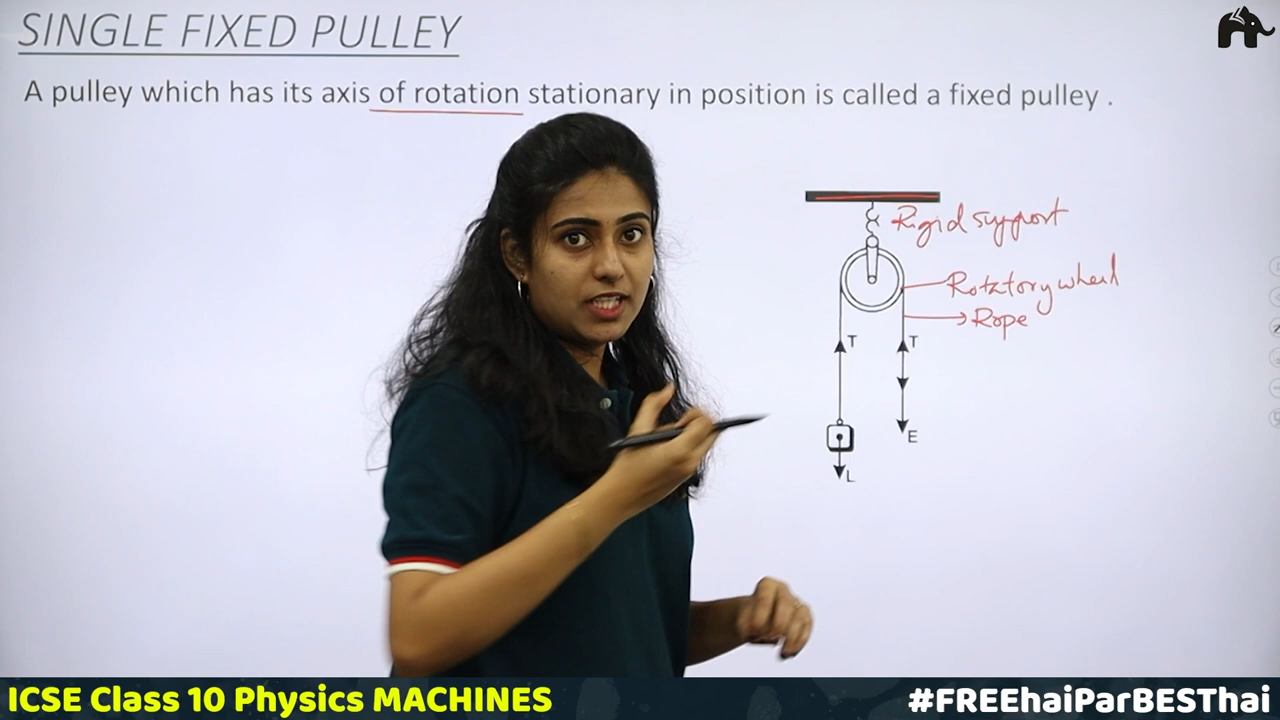 SINGLE FIXED PULLEY
A pulley which has its axis of rotation stationary in position is called a fixed pulley .
Rigid support
Rotatory wheel
Rope
T T
E
L
ICSE Class 10 Physics MACHINES
#FREEhaiParBESThai